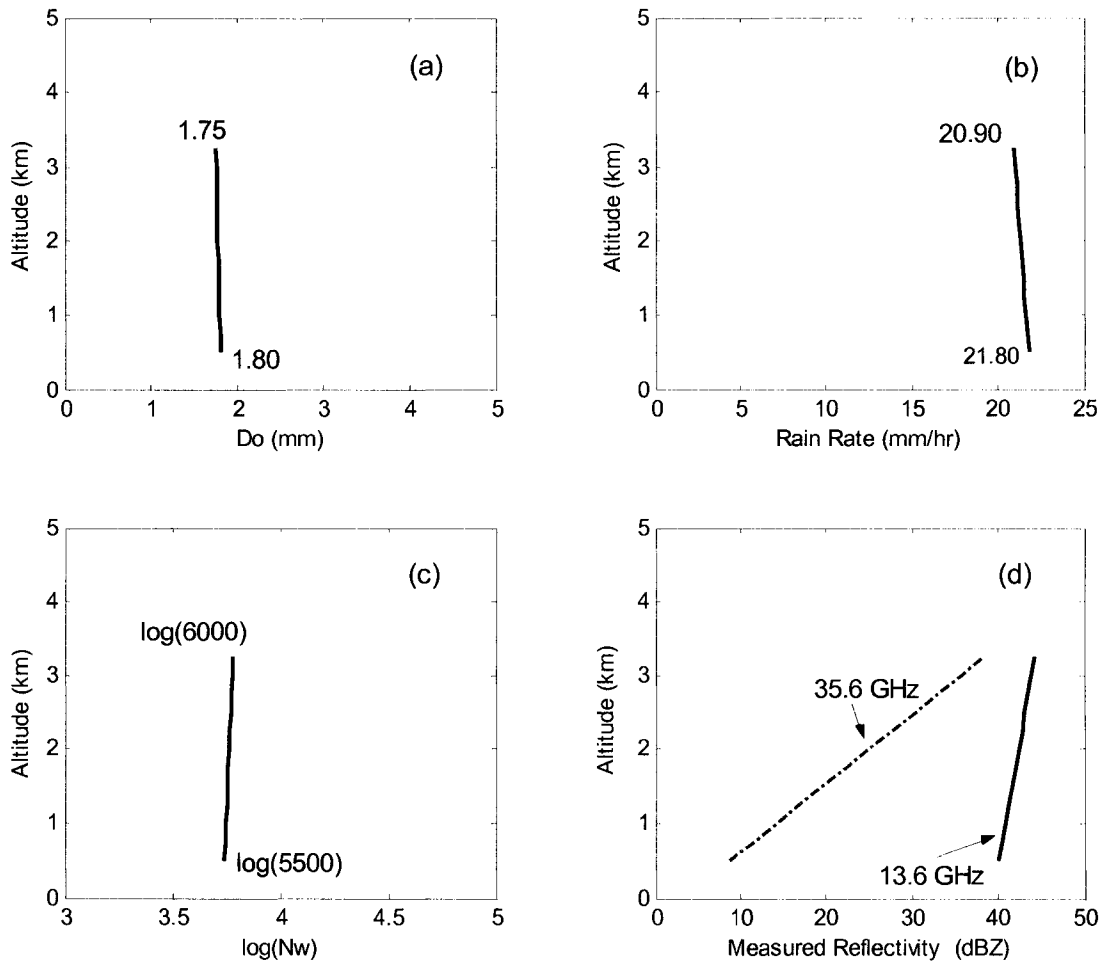 5
4
3
2
1
0
Altitude (km)
(a)
1.75
1.80
0 1 2 3 4 5
Do (mm)
5
4
3
2
1
0
Altitude (km)
(b)
20.90
21.80
0 5 10 15 20 25
Rain Rate (mm/hr)
5
4
3
2
1
0
Altitude (km)
(c)
log(6000)
log(5500)
3 3.5 4 4.5 5
log(Nw)
5
4
3
2
1
0
Altitude (km)
(d)
35.6 GHz
13.6 GHz
0 10 20 30 40 50
Measured Reflectivity (dBZ)